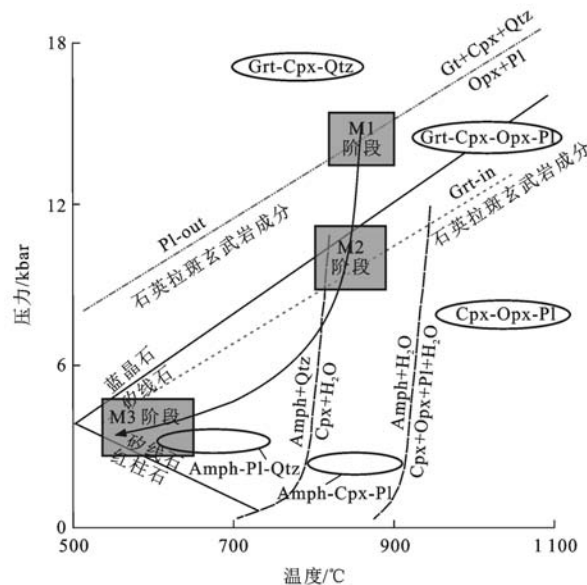 18
12
6
0
500
700
900
1 100
压力/kbar
温度/℃
Grt-Cpx-Qtz
Gt+Cpx+Qtz
Opx+Pl
M1
阶段
Grt-Cpx-Opx-Pl
Grt-in
石英拉斑玄武岩成分
Pl-out
石英拉斑玄武岩成分
M2
阶段
Cpx-Opx-Pl
蓝晶石
矽线石
M3 阶段
矽线石
红柱石
Amph+Qtz
Cpx+H₂O
Amph+H₂O
Cpx+Opx+Pl+H₂O
Amph-Pl-Qtz
Amph-Cpx-Pl